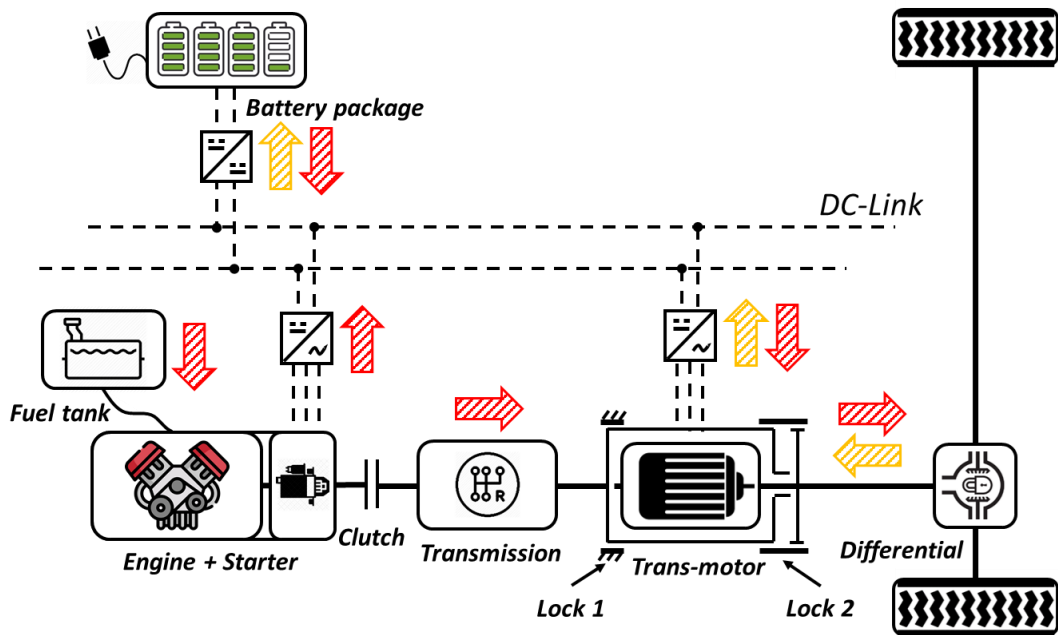 Battery package
DC-Link
Fuel tank
R
Clutch
Engine + Starter
Transmission
Trans-motor
Differential
Lock 1
Lock 2